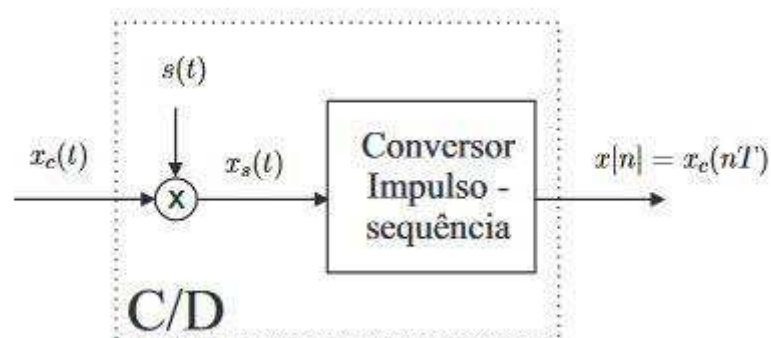 s(t)
x_c(t)
X
x_s(t)
Conversor
Impulso -
sequência
x|n| = x_c(nT)
C/D